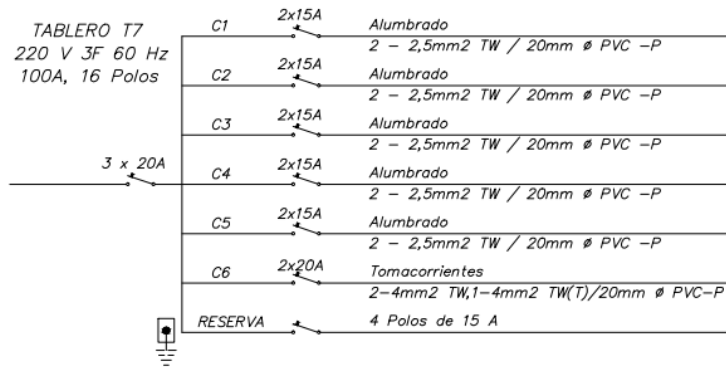 TABLERO T7
220 V 3F 60 Hz
100A, 16 Polos
3 x 20A
C1 2x15A Alumbrado
2 - 2,5mm2 TW / 20mm ø PVC -P
C2 2x15A Alumbrado
2 - 2,5mm2 TW / 20mm ø PVC -P
C3 2x15A Alumbrado
2 - 2,5mm2 TW / 20mm ø PVC -P
C4 2x15A Alumbrado
2 - 2,5mm2 TW / 20mm ø PVC -P
C5 2x15A Alumbrado
2 - 2,5mm2 TW / 20mm ø PVC -P
C6 2x20A Tomacorrientes
2-4mm2 TW,1-4mm2 TW(T)/20mm ø PVC-P
RESERVA 4 Polos de 15 A